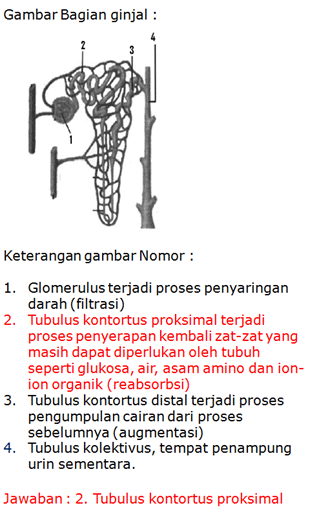 Gambar Bagian ginjal :
2
3
4
1
Keterangan gambar Nomor :
1. Glomerulus terjadi proses penyaringan
darah (filtrasi)
2. Tubulus kontortus proksimal terjadi
proses penyerapan kembali zat-zat yang
masih dapat diperlukan oleh tubuh
seperti glukosa, air, asam amino dan ion-
ion organik (reabsorbsi)
3. Tubulus kontortus distal terjadi proses
pengumpulan cairan dari proses
sebelumnya (augmentasi)
4. Tubulus kolektivus, tempat penampung
urin sementara.
Jawaban : 2. Tubulus kontortus proksimal